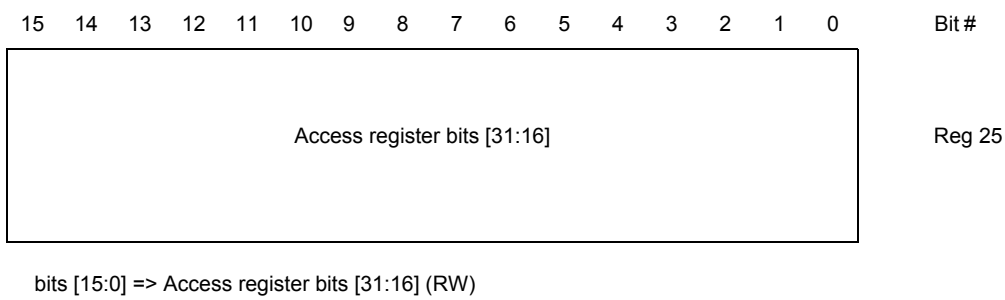 15 14 13 12 11 10 9 8 7 6 5 4 3 2 1 0 Bit #
Access register bits [31:16] Reg 25
bits [15:0] => Access register bits [31:16] (RW)